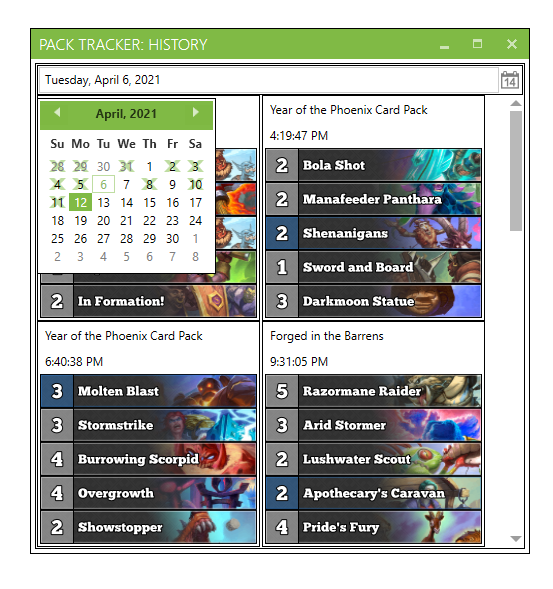 PACK TRACKER: HISTORY
Tuesday, April 6, 2021
14
April, 2021
Su Mo Tu We Th Fr Sa
28 29 30 31 1 2 3
4 5 6 7 8 9 10
11 12 13 14 15 16 17
18 19 20 21 22 23 24
25 26 27 28 29 30 1
2 3 4 5 6 7 8
2 In Formation!
Year of the Phoenix Card Pack
4:19:47 PM
2 Bola Shot
2 Manafeeder Panthara
2 Shenanigans
1 Sword and Board
3 Darkmoon Statue
Year of the Phoenix Card Pack
6:40:38 PM
3 Molten Blast
3 Stormstrike
4 Burrowing Scorpid
4 Overgrowth
2 Showstopper
Forged in the Barrens
9:31:05 PM
5 Razormane Raider
3 Arid Stormer
2 Lushwater Scout
2 Apothecary's Caravan
4 Pride's Fury